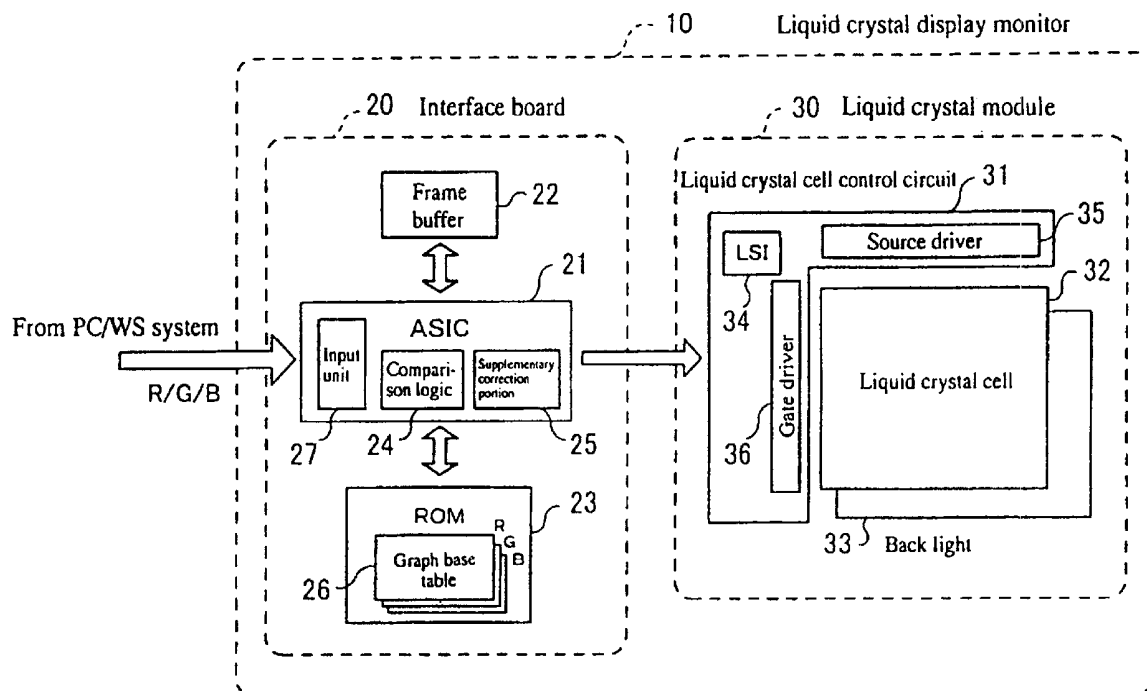 10 Liquid crystal display monitor
20 Interface board
30 Liquid crystal module
Frame
buffer
22
Liquid crystal cell control circuit
31
LSI
34
Source driver
35
32
21
ASIC
From PC/WS system
R/G/B
Input
unit
27
Compari-
son logic
24
Supplementary
correction
portion
25
Gate driver
36
Liquid crystal cell
33 Back light
ROM
23
R
G
B
Graph base
table
26